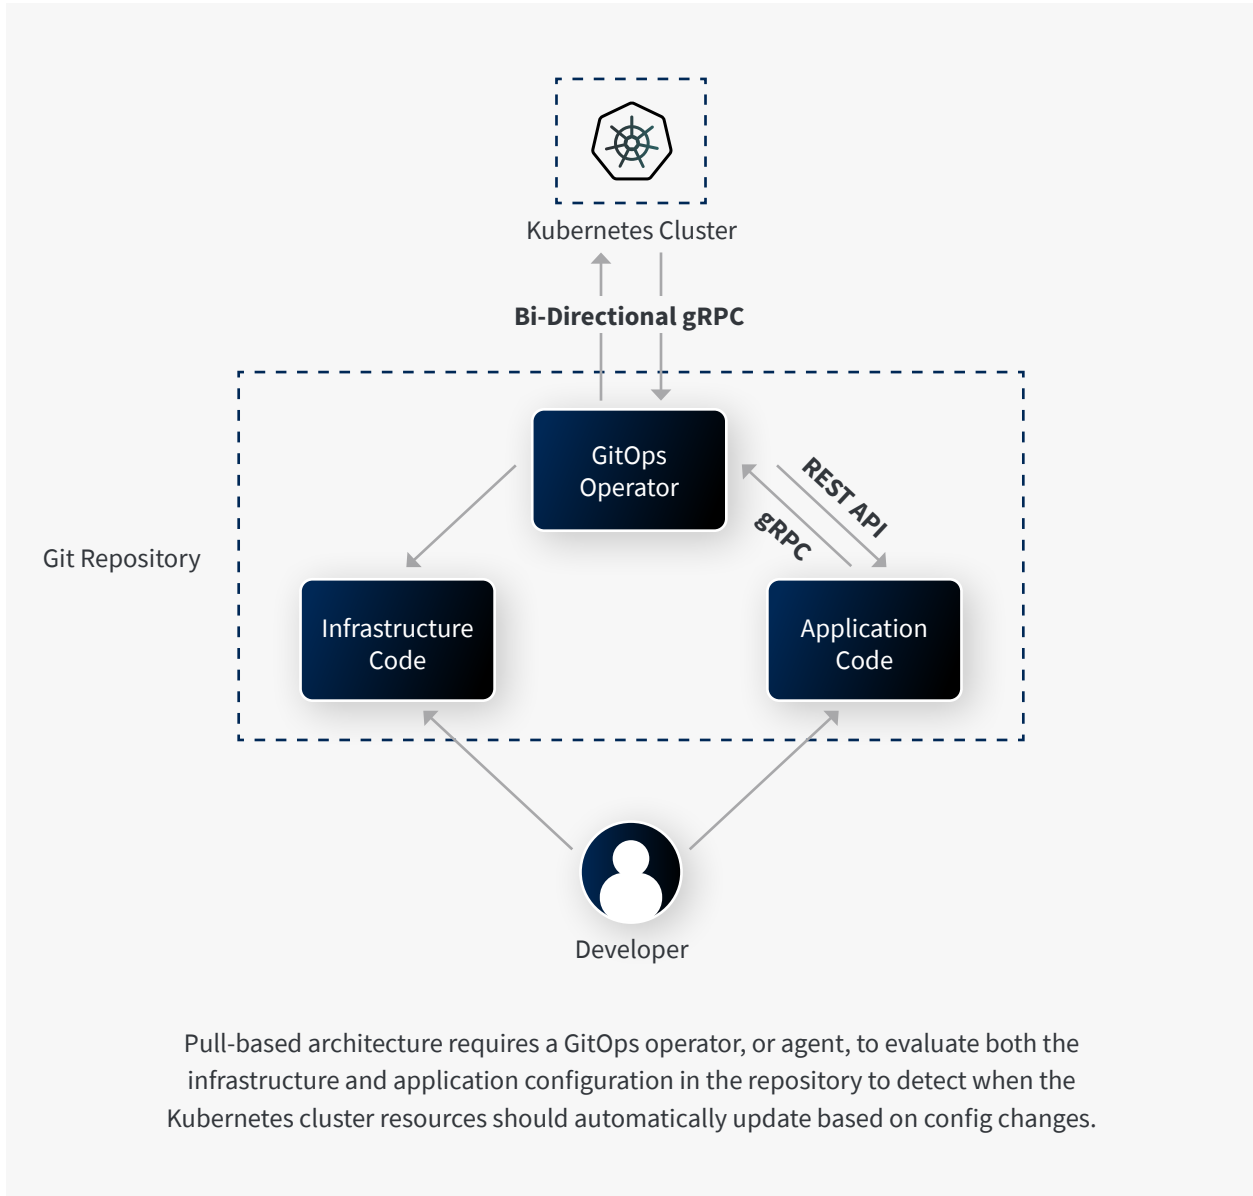 Kubernetes Cluster
Bi-Directional gRPC
GitOps
Operator
REST API
gRPC
Git Repository
Infrastructure
Code
Application
Code
Developer
Pull-based architecture requires a GitOps operator, or agent, to evaluate both the
infrastructure and application configuration in the repository to detect when the
Kubernetes cluster resources should automatically update based on config changes.